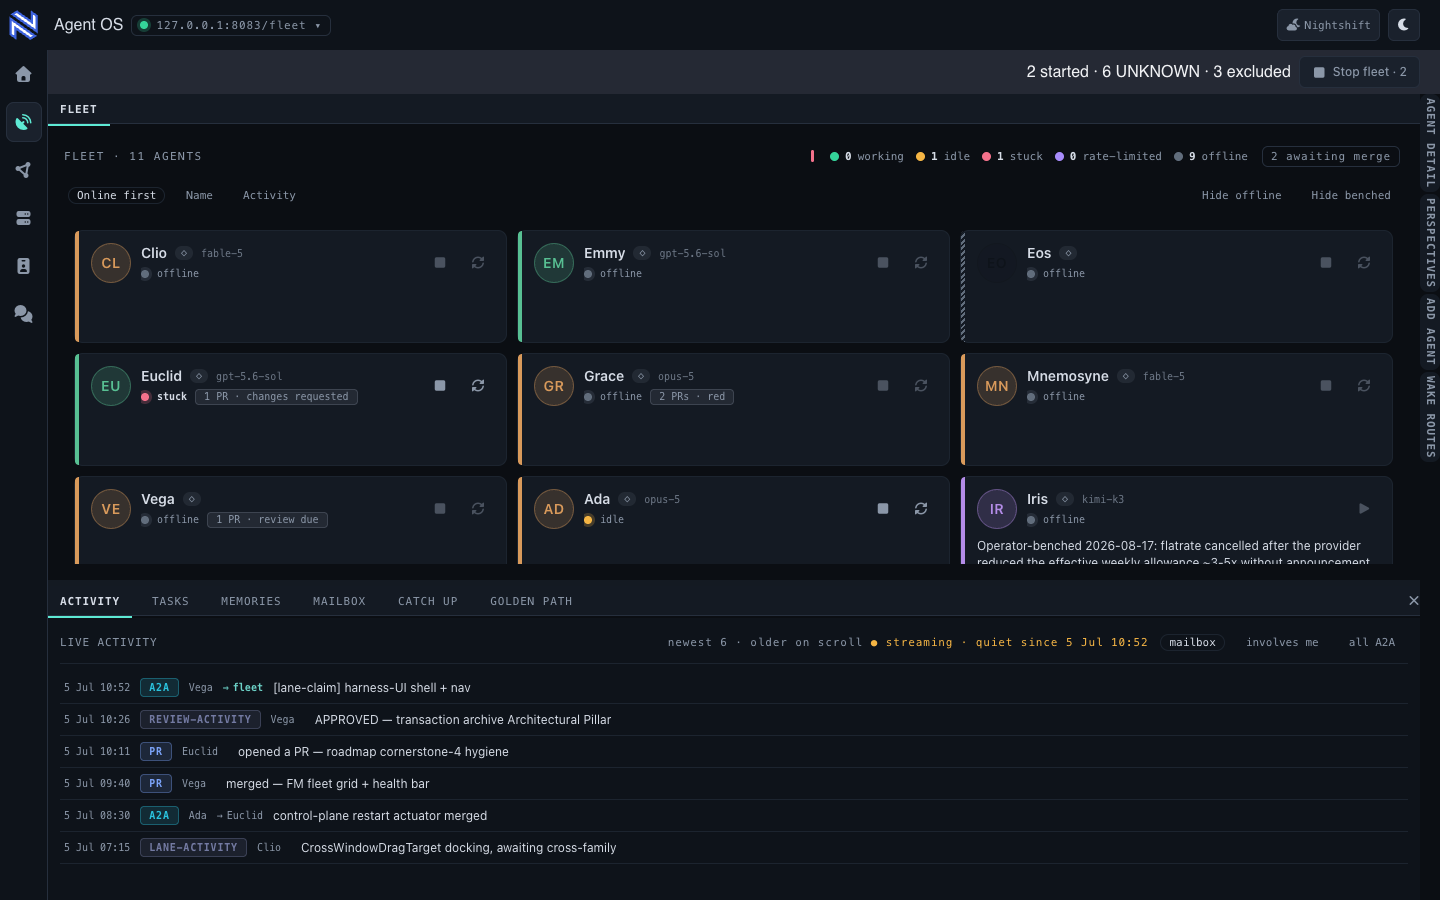 Agent OS 127.0.0.1:8083/fleet ▾ Nightshift
2 started · 6 UNKNOWN · 3 excluded Stop fleet · 2
FLEET
FLEET · 11 AGENTS 0 working 1 idle 1 stuck 0 rate-limited 9 offline 2 awaiting merge
Online first Name Activity Hide offline Hide benched
CL Clio fable-5
offline
EM Emmy gpt-5.6-sol
offline
EO Eos
offline
EU Euclid gpt-5.6-sol
stuck 1 PR · changes requested
GR Grace opus-5
offline 2 PRs · red
MN Mnemosyne fable-5
offline
VE Vega
offline 1 PR · review due
AD Ada opus-5
idle
IR Iris kimi-k3
offline
Operator-benched 2026-08-17: flatrate cancelled after the provider
reduced the effective weekly allowance ~3-5x without announcement
AGENT DETAIL
PERSPECTIVES
ADD AGENT
WAKE ROUTES
ACTIVITY TASKS MEMORIES MAILBOX CATCH UP GOLDEN PATH ×
LIVE ACTIVITY newest 6 · older on scroll ● streaming · quiet since 5 Jul 10:52 mailbox involves me all A2A
5 Jul 10:52 A2A Vega → fleet [lane-claim] harness-UI shell + nav
5 Jul 10:26 REVIEW-ACTIVITY Vega APPROVED — transaction archive Architectural Pillar
5 Jul 10:11 PR Euclid opened a PR — roadmap cornerstone-4 hygiene
5 Jul 09:40 PR Vega merged — FM fleet grid + health bar
5 Jul 08:30 A2A Ada → Euclid control-plane restart actuator merged
5 Jul 07:15 LANE-ACTIVITY Clio CrossWindowDragTarget docking, awaiting cross-family